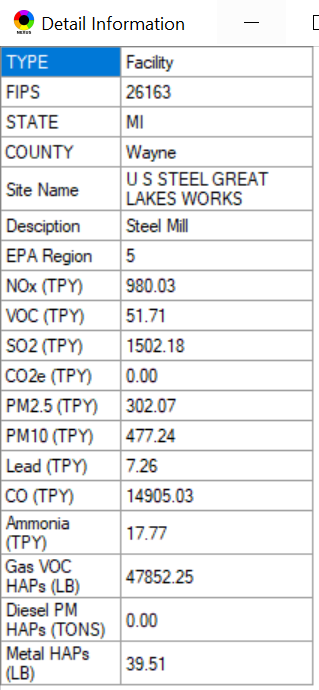 Detail Information
TYPE Facility
FIPS 26163
STATE MI
COUNTY Wayne
Site Name U S STEEL GREAT
LAKES WORKS
Desciption Steel Mill
EPA Region 5
NOx (TPY) 980.03
VOC (TPY) 51.71
SO2 (TPY) 1502.18
CO2e (TPY) 0.00
PM2.5 (TPY) 302.07
PM10 (TPY) 477.24
Lead (TPY) 7.26
CO (TPY) 14905.03
Ammonia
(TPY) 17.77
Gas VOC
HAPs (LB) 47852.25
Diesel PM
HAPs (TONS) 0.00
Metal HAPs
(LB) 39.51